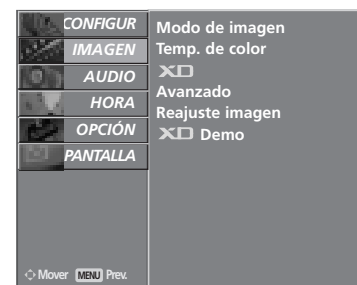 CONFIGUR
IMAGEN
AUDIO
HORA
OPCIÓN
PANTALLA
Mover MENU Prev.
Modo de imagen
Temp. de color
XD
Avanzado
Reajuste imagen
XD Demo